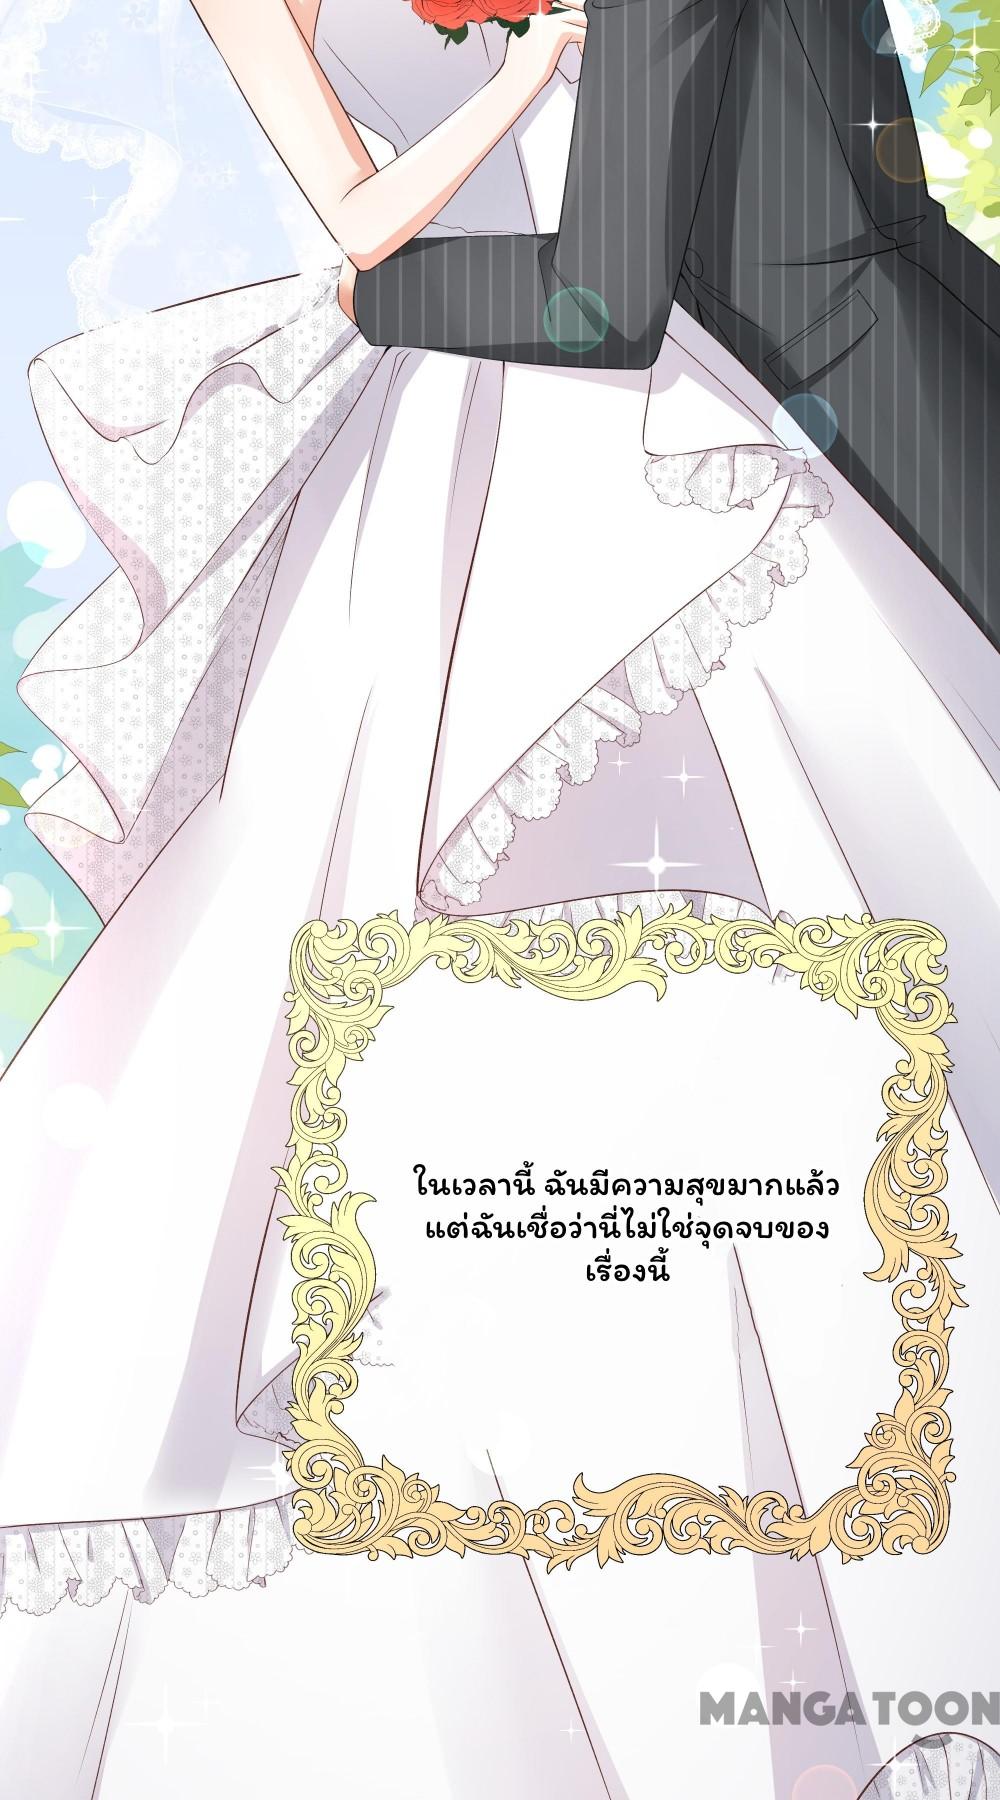 ในเวลานี้ ฉันมีความสุขมากแล้ว
แต่ฉันเชื่อว่านี่ไม่ใช่จุดจบของ
เรื่องนี้
MANGATOON